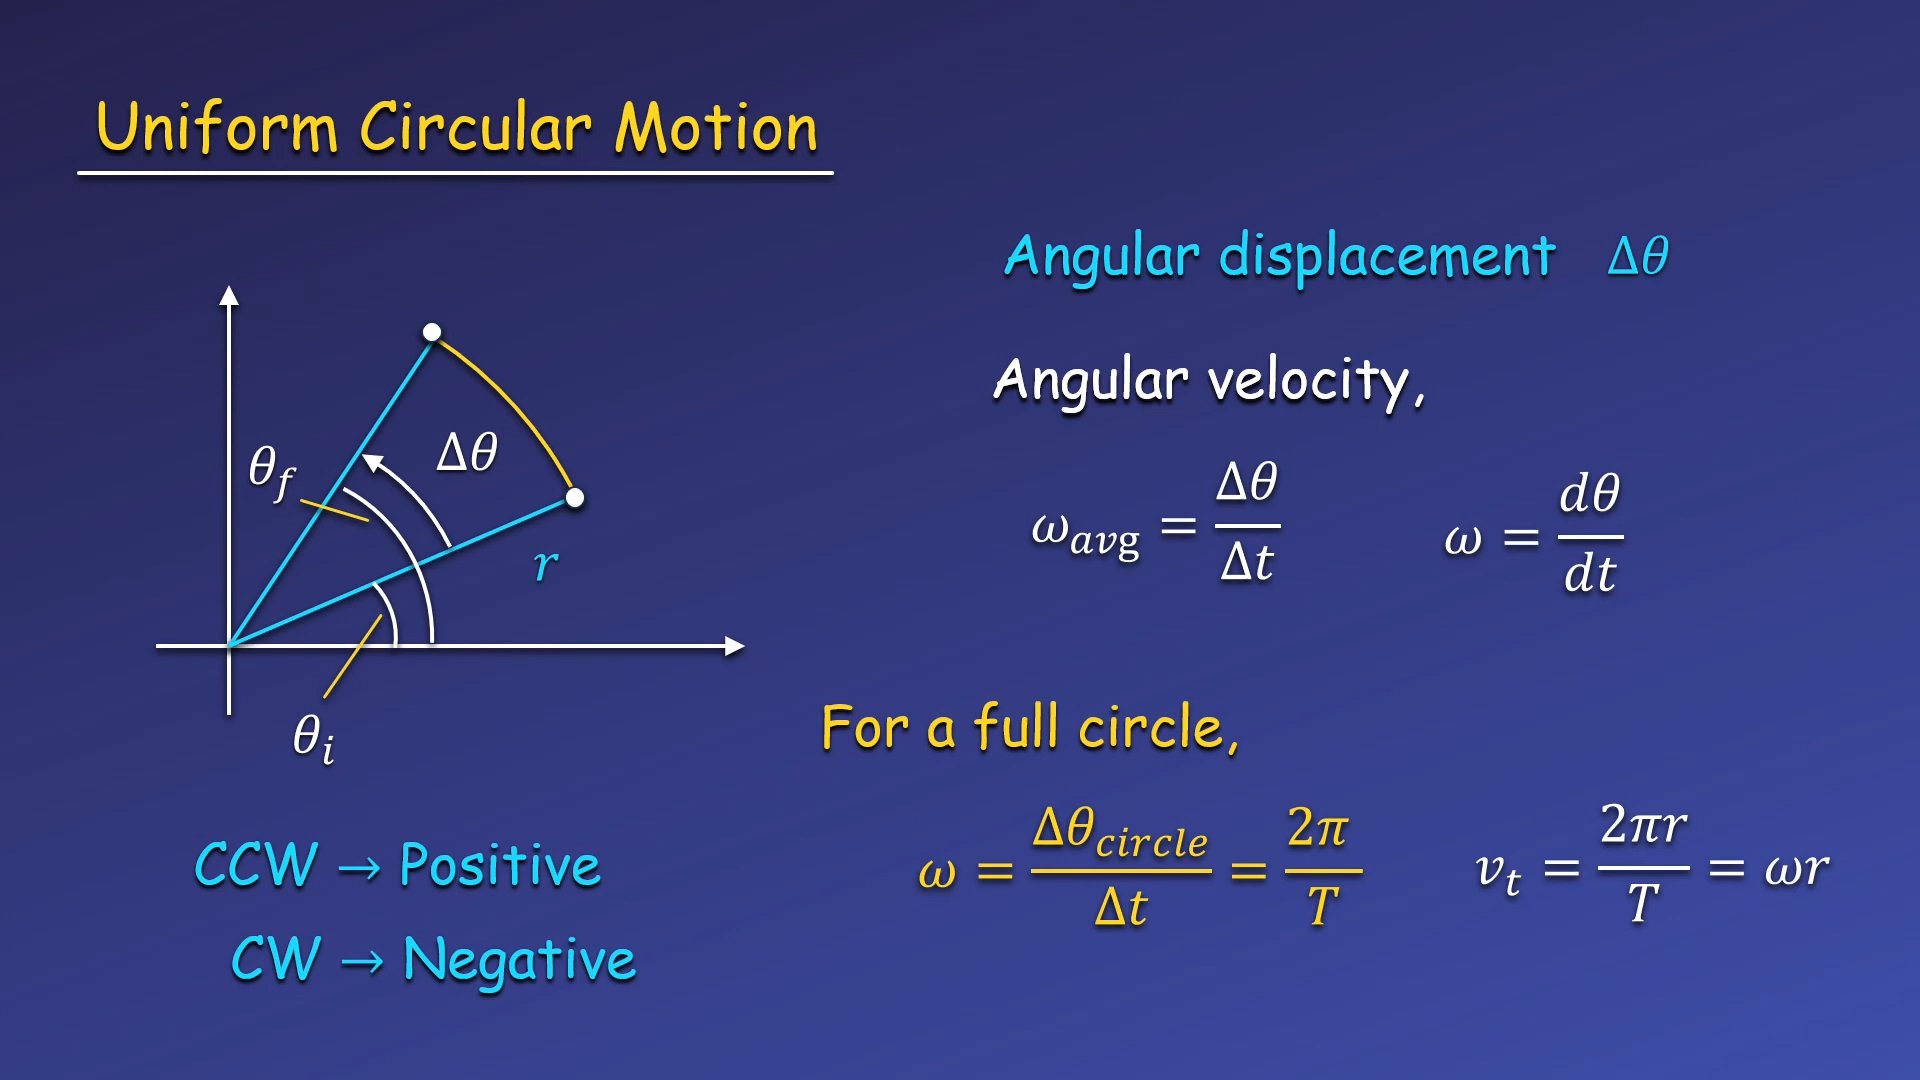 Uniform Circular Motion
Angular displacement Δθ
Angular velocity,
ω_avg = Δθ/Δt
ω = dθ/dt
θ_f
Δθ
r
θ_i
For a full circle,
ω = Δθ_circle/Δt = 2π/T
v_t = 2πr/T = ωr
CCW → Positive
CW → Negative